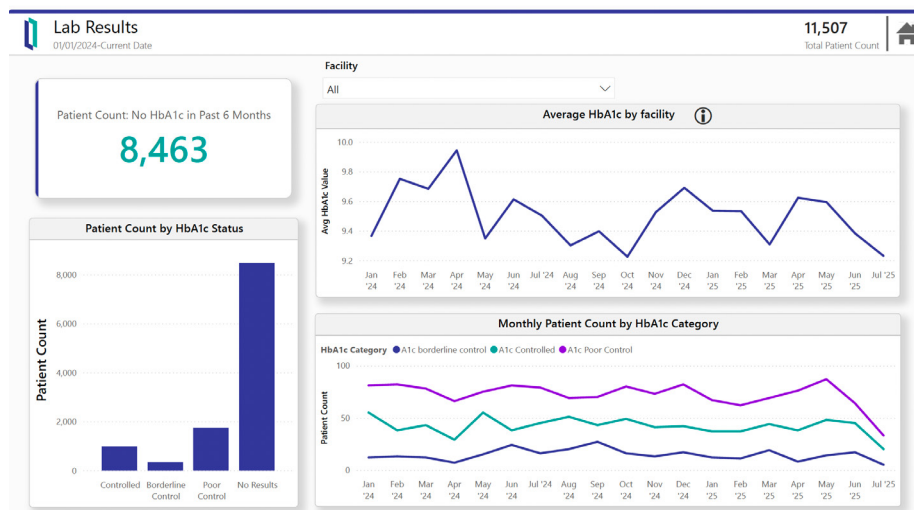 Lab Results
01/01/2024-Current Date
11,507
Total Patient Count
Facility
All
Patient Count: No HbA1c in Past 6 Months
8,463
Average HbA1c by facility
Avg HbA1c Value
10.0
9.8
9.6
9.4
9.2
Jan '24 Feb '24 Mar '24 Apr '24 May '24 Jun '24 Jul '24 Aug '24 Sep '24 Oct '24 Nov '24 Dec '24 Jan '25 Feb '25 Mar '25 Apr '25 May '25 Jun '25 Jul '25
Patient Count by HbA1c Status
Patient Count
8,000
6,000
4,000
2,000
0
Controlled Borderline Control Poor Control No Results
Monthly Patient Count by HbA1c Category
HbA1c Category A1c borderline control A1c Controlled A1c Poor Control
Patient Count
100
50
0
Jan '24 Feb '24 Mar '24 Apr '24 May '24 Jun '24 Jul '24 Aug '24 Sep '24 Oct '24 Nov '24 Dec '24 Jan '25 Feb '25 Mar '25 Apr '25 May '25 Jun '25 Jul '25